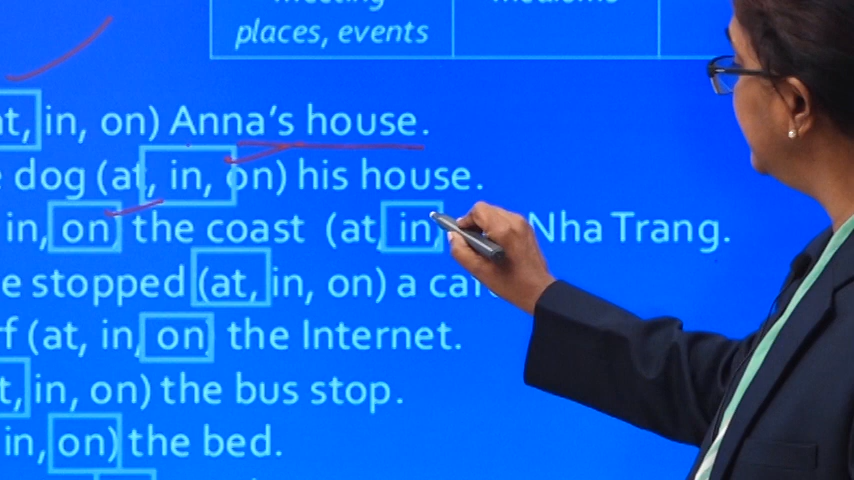 places, events
in, on) Anna's house.
dog (at, in, on) his house.
in, on) the coast (at, in, Nha Trang.
stopped (at, in, on) a
(at, in, on) the Internet.
in, on) the bus stop.
in, on) the bed.